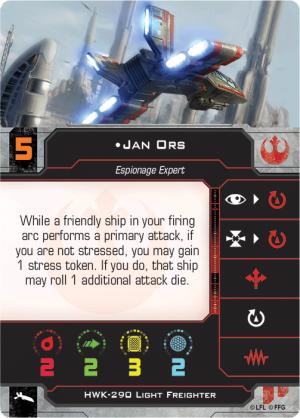 5
•Jan Ors
Espionage Expert
While a friendly ship in your firing
arc performs a primary attack, if
you are not stressed, you may gain
1 stress token. If you do, that ship
may roll 1 additional attack die.
2 2 3 2
HWK-290 Light Freighter
© LFL © FFG